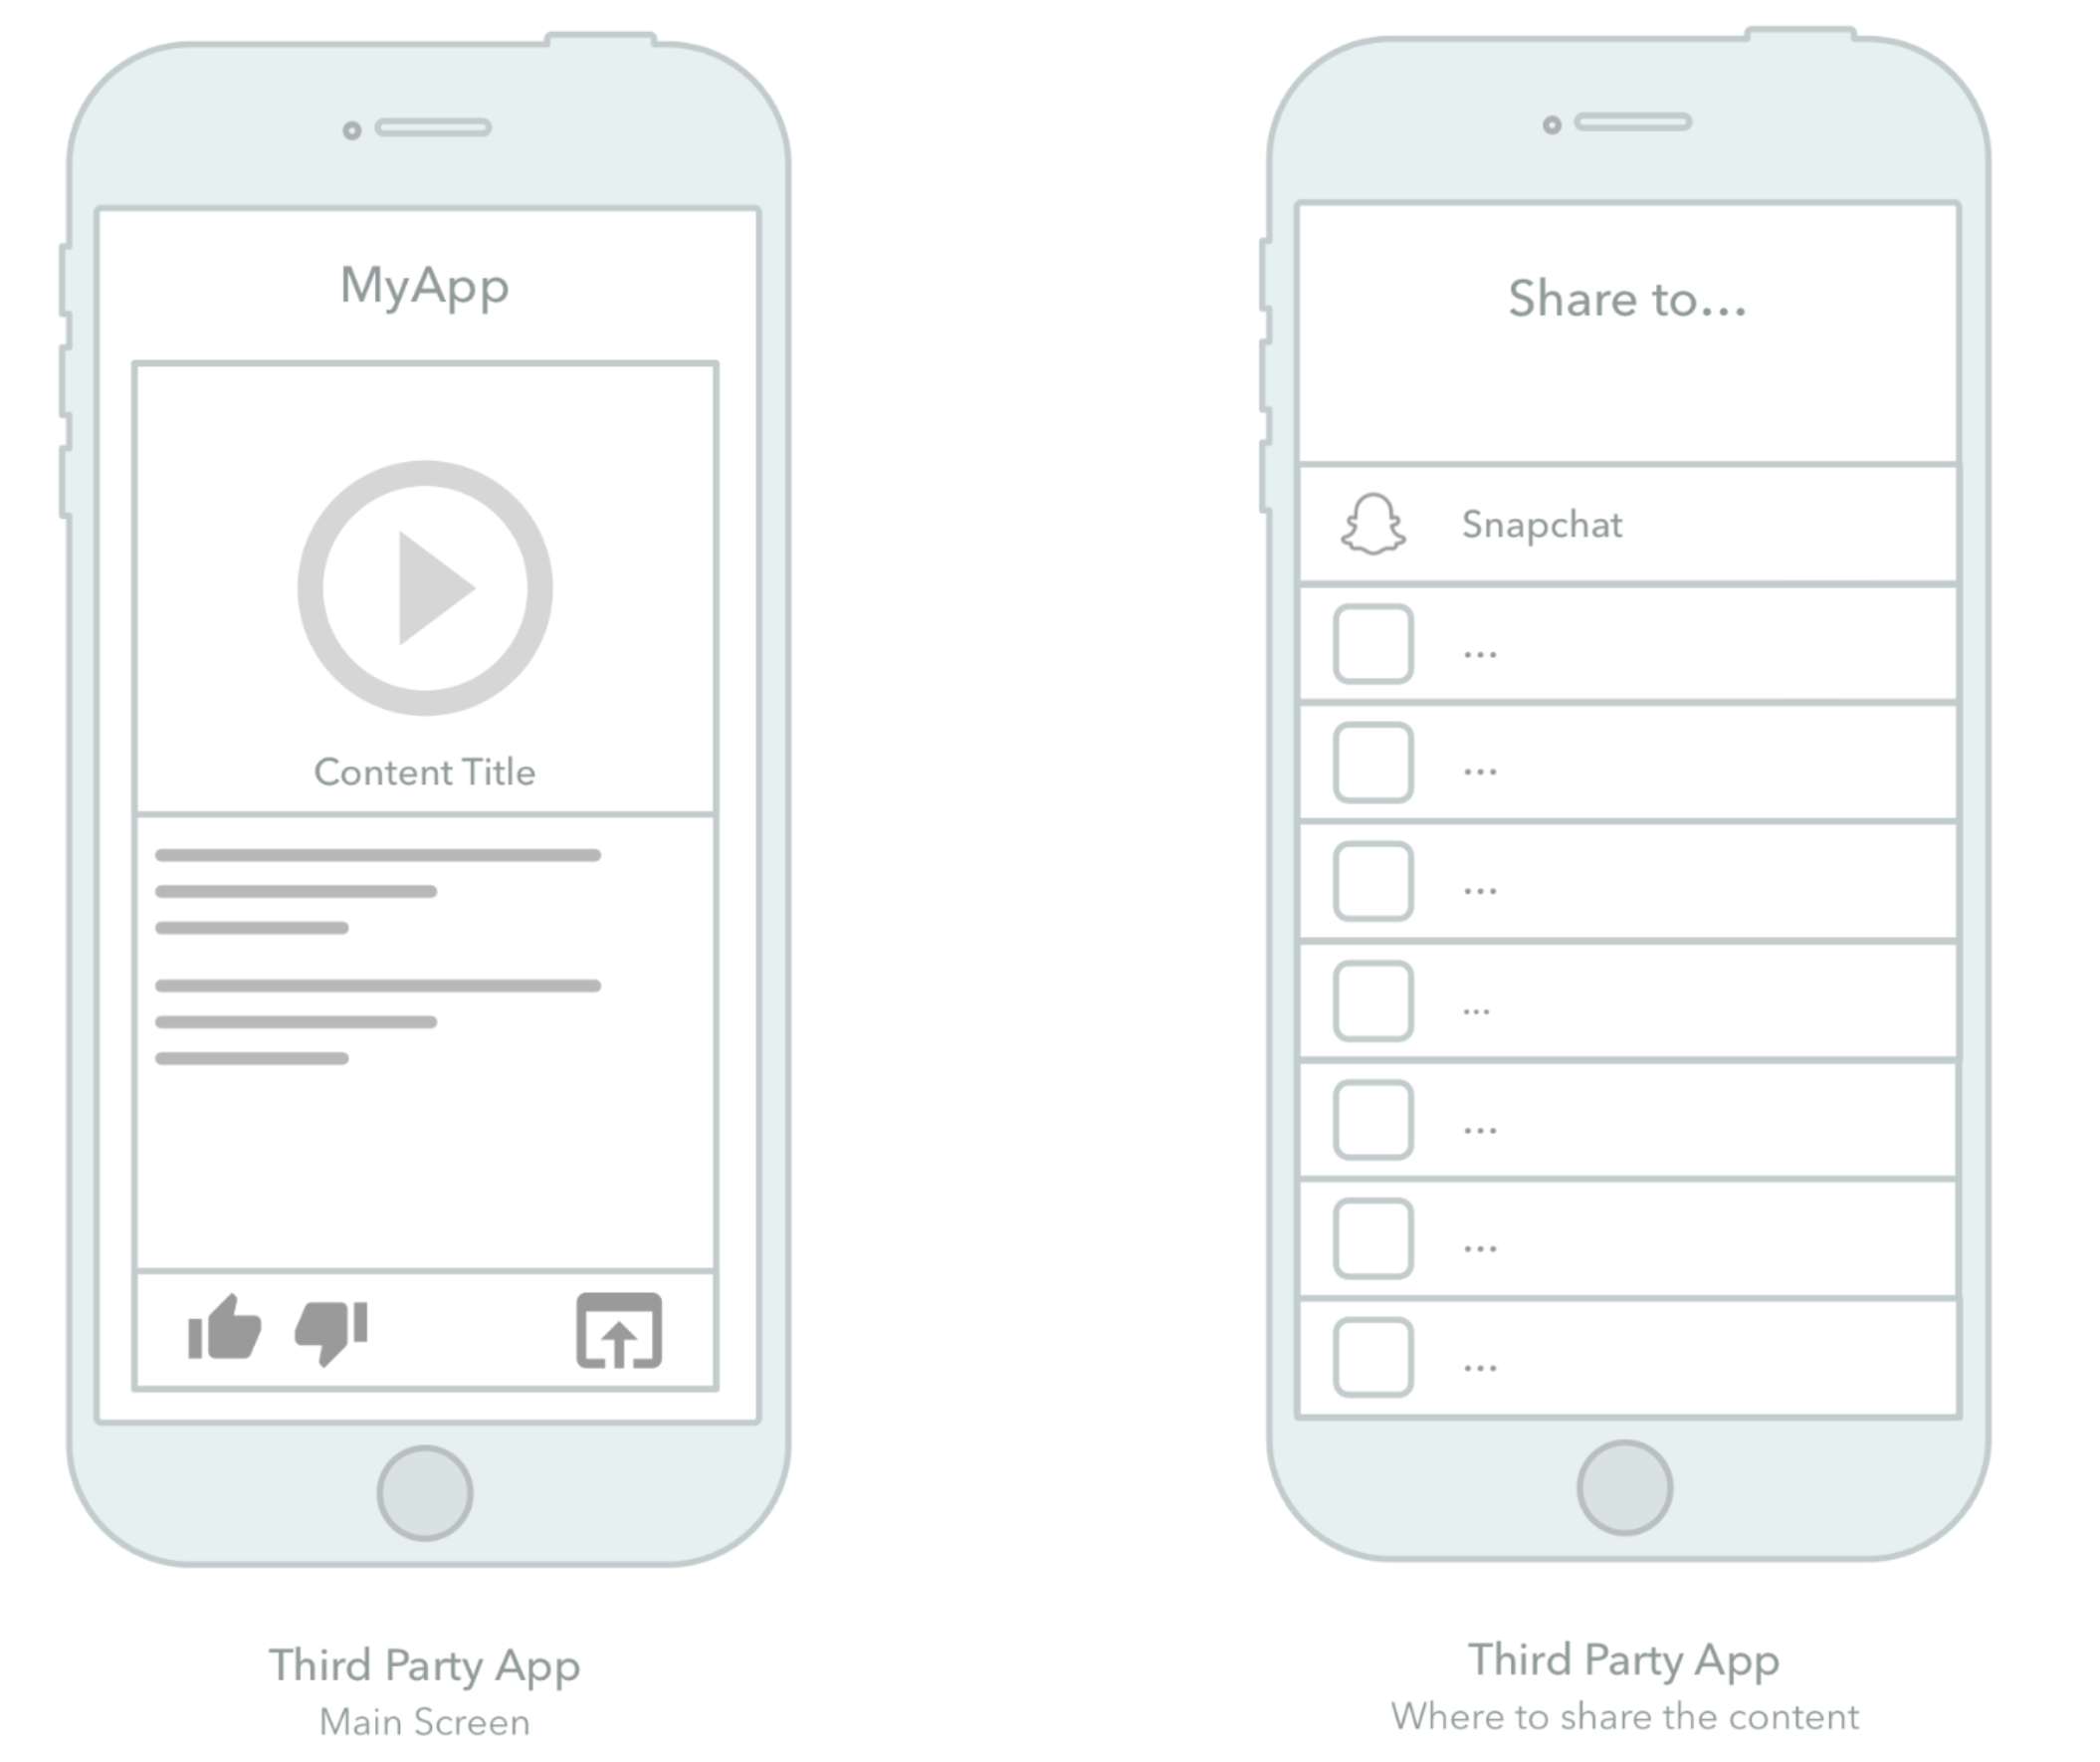 MyApp
Content Title
Third Party App
Main Screen
Share to...
Snapchat
...
...
...
...
...
...
...
Third Party App
Where to share the content